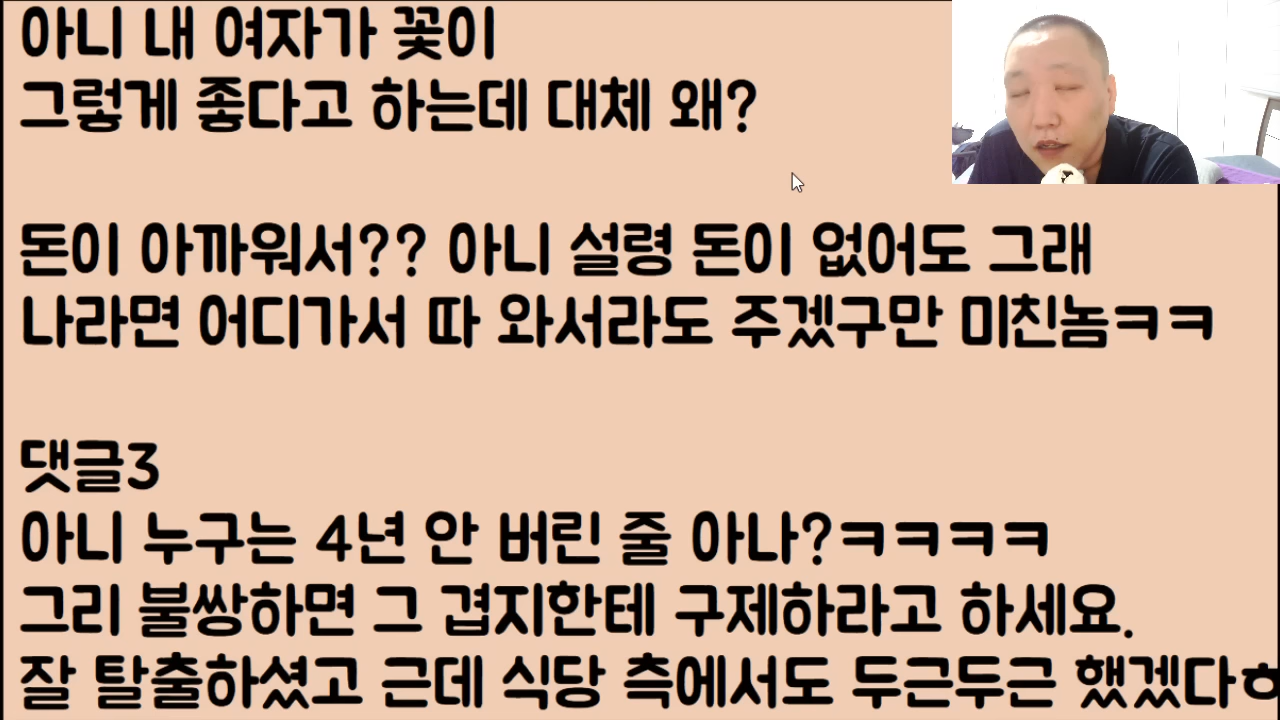 아니 내 여자가 꽃이
그렇게 좋다고 하는데 대체 왜?
돈이 아까워서?? 아니 설령 돈이 없어도 그래
나라면 어디가서 따 와서라도 주겠구만 미친놈ㅋㅋ
댓글3
아니 누구는 4년 안 버린 줄 아나?ㅋㅋㅋㅋ
그리 불쌍하면 그 겹지한테 구제하라고 하세요.
잘 탈출하셨고 근데 식당 측에서도 두근두근 했겠다ㅎ